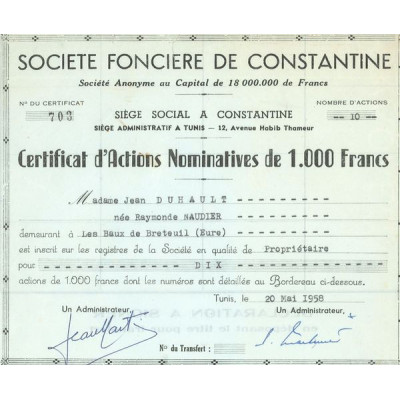 SOCIETE FONCIERE DE CONSTANTINE
Société Anonyme au Capital de 18 000.000 de Francs
N° DU CERTIFICAT
NOMBRE D'ACTIONS
703
SIÈGE SOCIAL A CONSTANTINE
10
SIÈGE ADMINISTRATIF A TUNIS — 12, Avenue Habib Thameur
Certificat d'Actions Nominatives de 1.000 Francs
Madame Jean DUHAULT
née Raymonde NAUDIER
demeurant à Les Baux de Breteuil (Eure)
est inscrit sur les registres de la Société en qualité de Propriétaire
pour DIX
actions de 1.000 francs dont les numéros sont détaillés au Bordereau ci-dessous.
Tunis, le 20 Mai 1958
Un Administrateur, Un Administrateur,
Nos du Transfert :